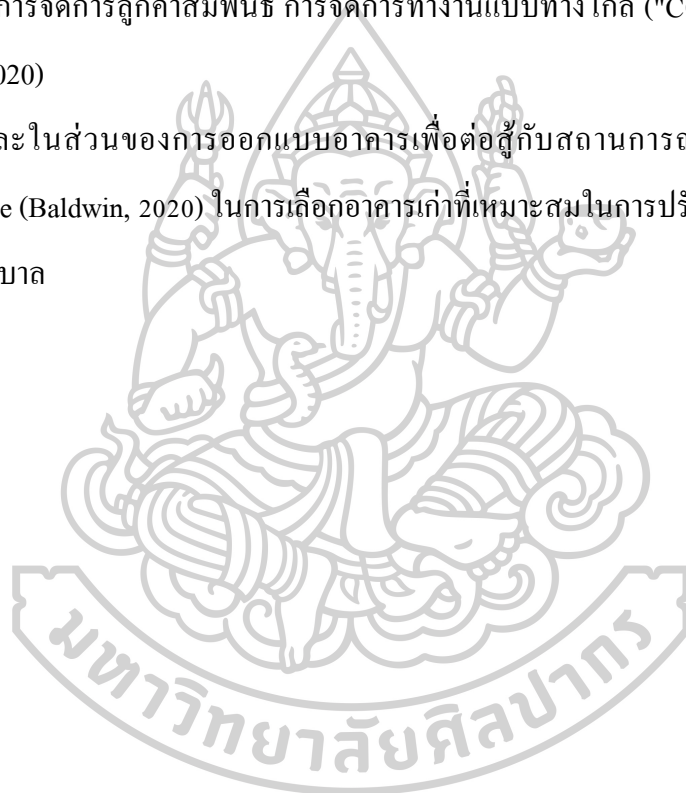 การจัดการลูกค้าสัมพันธ์ การจัดการทำงานแบบทางไกล ("C
020)
ละในส่วนของการออกแบบอาคารเพื่อต่อสู้กับสถานการณ
e (Baldwin, 2020) ในการเลือกอาคารเก่าที่เหมาะสมในการปรั
บาล
มหาวิทยาลัยศิลปากร